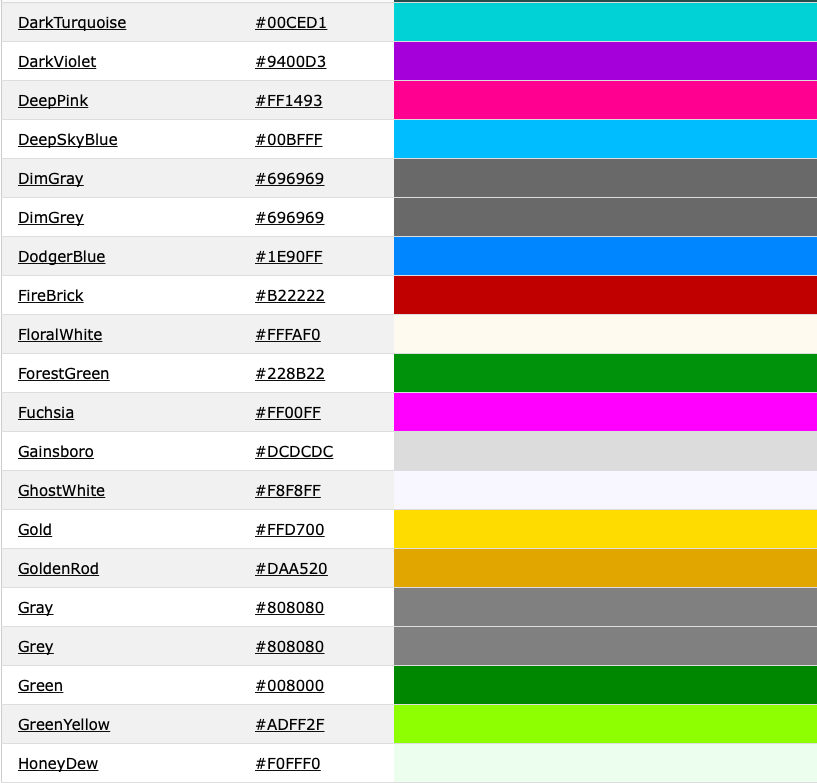 DarkTurquoise #00CED1
DarkViolet #9400D3
DeepPink #FF1493
DeepSkyBlue #00BFFF
DimGray #696969
DimGrey #696969
DodgerBlue #1E90FF
FireBrick #B22222
FloralWhite #FFFAF0
ForestGreen #228B22
Fuchsia #FF00FF
Gainsboro #DCDCDC
GhostWhite #F8F8FF
Gold #FFD700
GoldenRod #DAA520
Gray #808080
Grey #808080
Green #008000
GreenYellow #ADFF2F
HoneyDew #F0FFF0